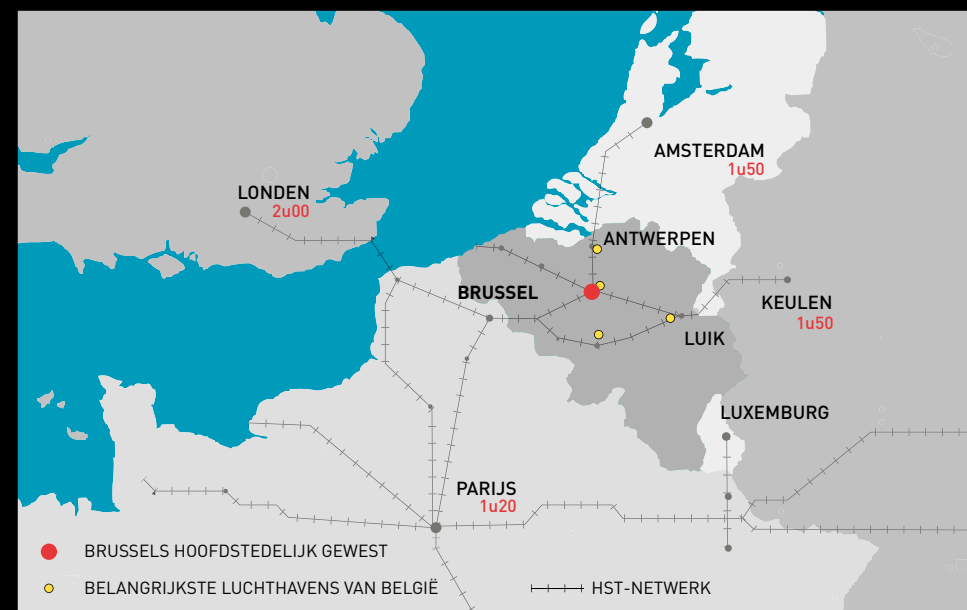 AMSTERDAM
1u50
LONDEN
2u00
ANTWERPEN
BRUSSEL
KEULEN
1u50
LUIK
LUXEMBURG
PARIJS
1u20
BRUSSELS HOOFDSTEDELIJK GEWEST
BELANGRIJKSTE LUCHTHAVENS VAN BELGIË
HST-NETWERK